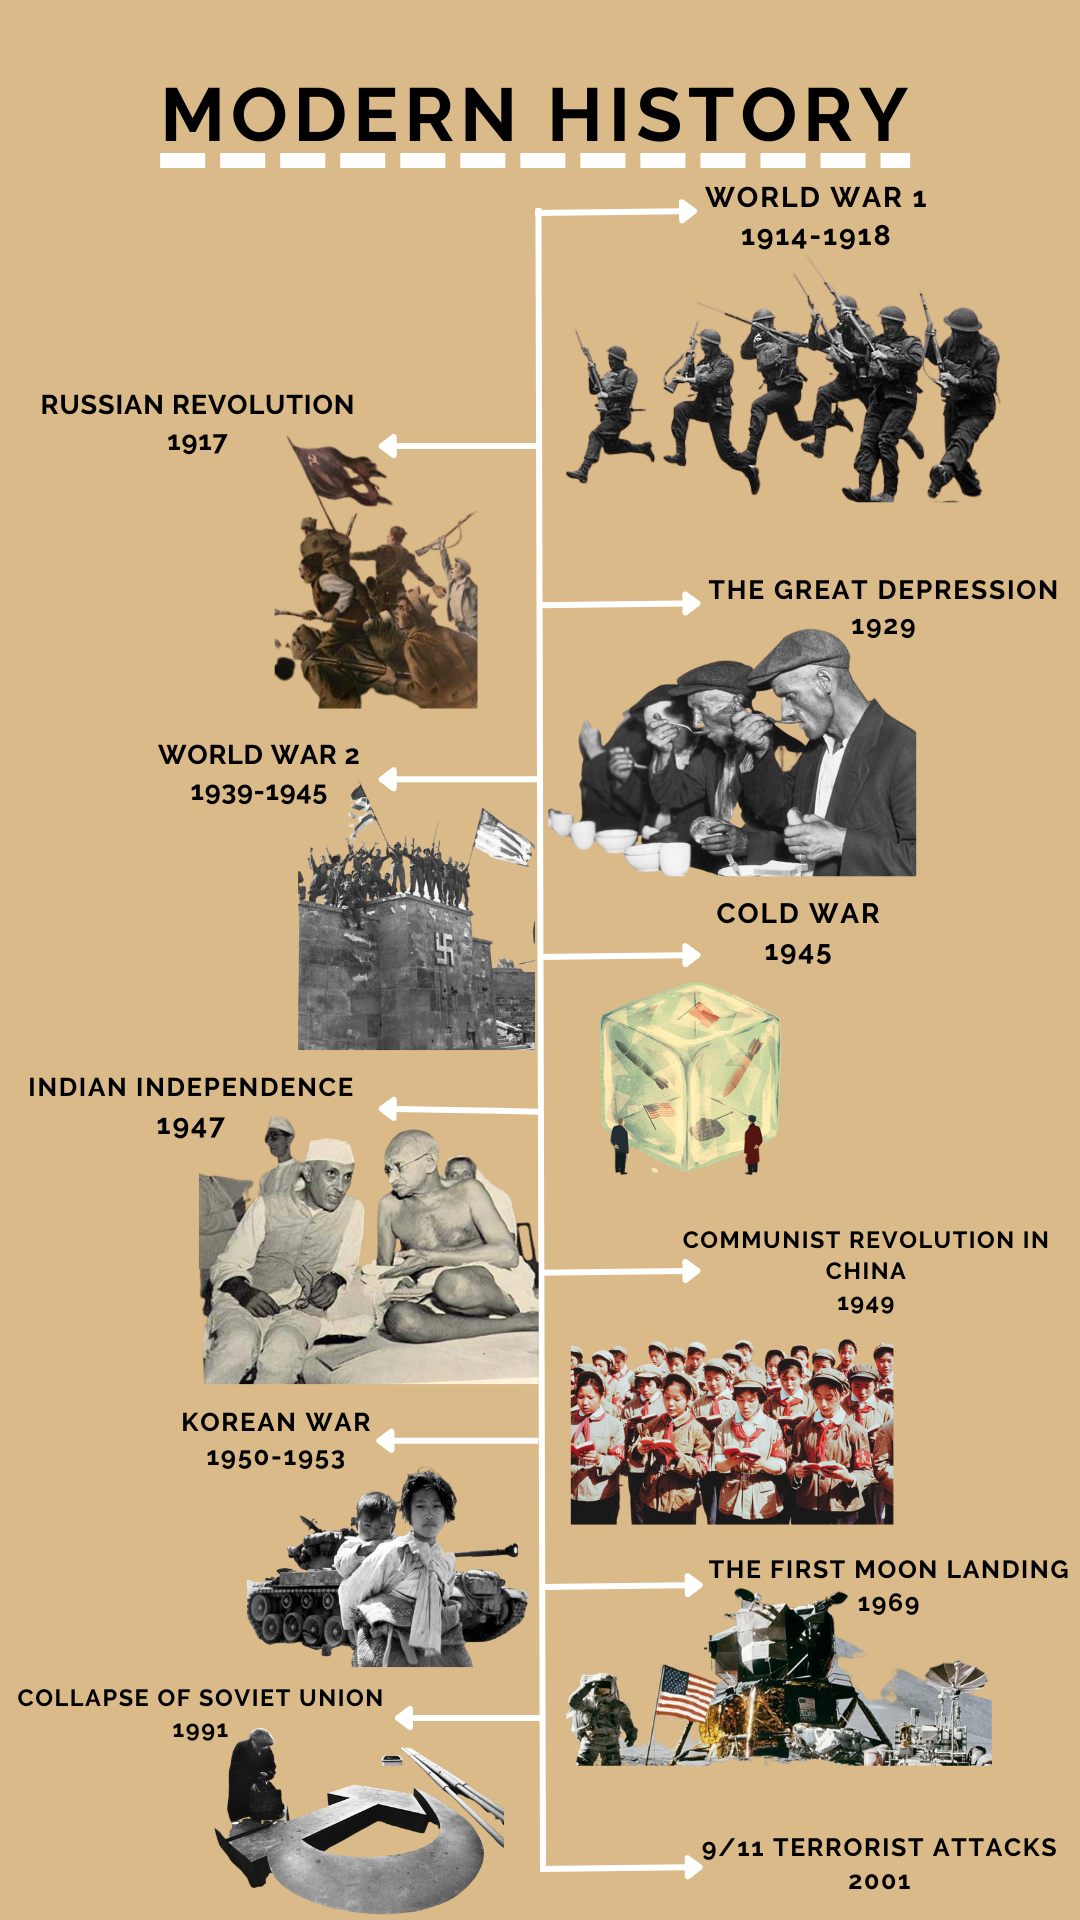 MODERN HISTORY
WORLD WAR 1
1914-1918
RUSSIAN REVOLUTION
1917
THE GREAT DEPRESSION
1929
WORLD WAR 2
1939-1945
COLD WAR
1945
INDIAN INDEPENDENCE
1947
COMMUNIST REVOLUTION IN
CHINA
1949
KOREAN WAR
1950-1953
THE FIRST MOON LANDING
1969
COLLAPSE OF SOVIET UNION
1991
9/11 TERRORIST ATTACKS
2001